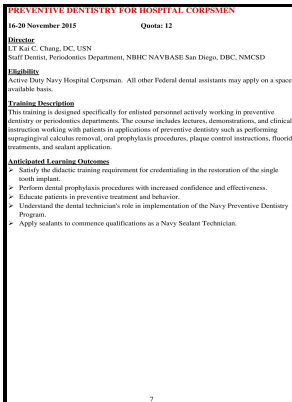 PREVENTIVE DENTISTRY FOR HOSPITAL CORPSMEN
16-20 November 2015 Quota: 12
Director
LT Kai C. Chang, DC, USN
Staff Dentist, Periodontics Department, NBHC NAVBASE San Diego, DBC, NMCSD
Eligibility
Active Duty Navy Hospital Corpsman. All other Federal dental assistants may apply on a space
available basis.
Training Description
This training is designed specifically for enlisted personnel actively working in preventive
dentistry or periodontics departments. The course includes lectures, demonstrations, and clinical
instruction working with patients in applications of preventive dentistry such as performing
supragingival calculus removal, oral prophylaxis procedures, plaque control instructions, fluorid
treatments, and sealant application.
Anticipated Learning Outcomes
➢ Satisfy the didactic training requirement for credentialing in the restoration of the single
tooth implant.
➢ Perform dental prophylaxis procedures with increased confidence and effectiveness.
➢ Educate patients in preventive treatment and behavior.
➢ Understand the dental technician's role in implementation of the Navy Preventive Dentistry
Program.
➢ Apply sealants to commence qualifications as a Navy Sealant Technician.
7